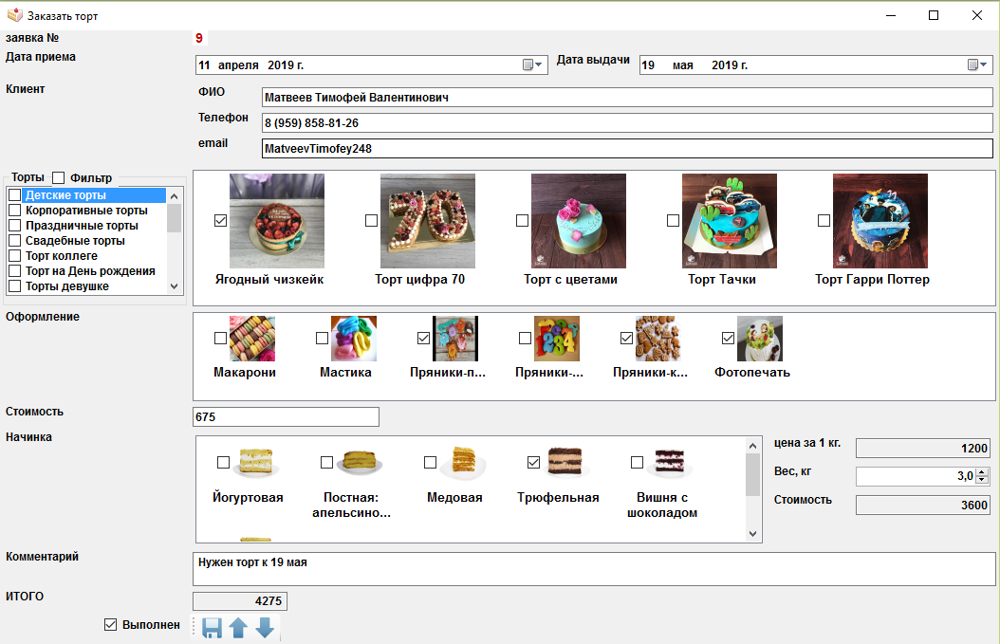 Заказать торт
заявка № 9
Дата приема 11 апреля 2019 г. Дата выдачи 19 мая 2019 г.
Клиент ФИО Матвеев Тимофей Валентинович
Телефон 8 (959) 858-81-26
email MatveevTimofey248
Торты Фильтр
Детские торты
Корпоративные торты
Праздничные торты
Свадебные торты
Торт коллеге
Торт на День рождения
Торты девушке
Ягодный чизкейк Торт цифра 70 Торт с цветами Торт Тачки Торт Гарри Поттер
Оформление
Макарони Мастика Пряники-п... Пряники-... Пряники-к... Фотопечать
Стоимость 675
Начинка
Йогуртовая Постная: апельсино... Медовая Трюфельная Вишня с шоколадом
цена за 1 кг. 1200
Вес, кг 3,0
Стоимость 3600
Комментарий Нужен торт к 19 мая
ИТОГО 4275
Выполнен